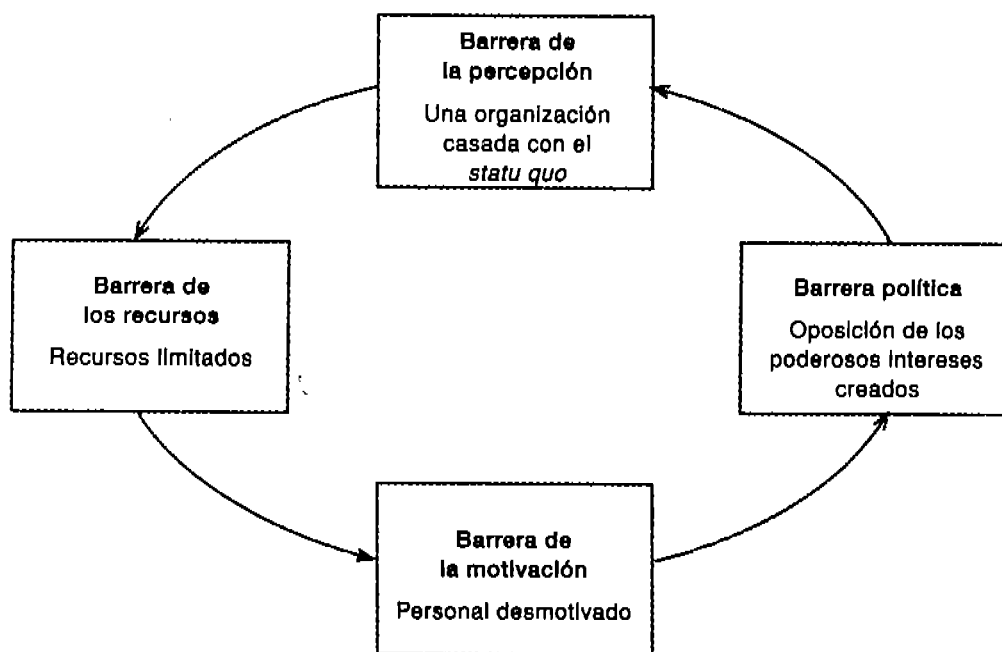 Barrera de
la percepción
Una organización
casada con el
statu quo
Barrera de
los recursos
Recursos limitados
Barrera de
la motivación
Personal desmotivado
Barrera política
Oposición de los
poderosos intereses
creados